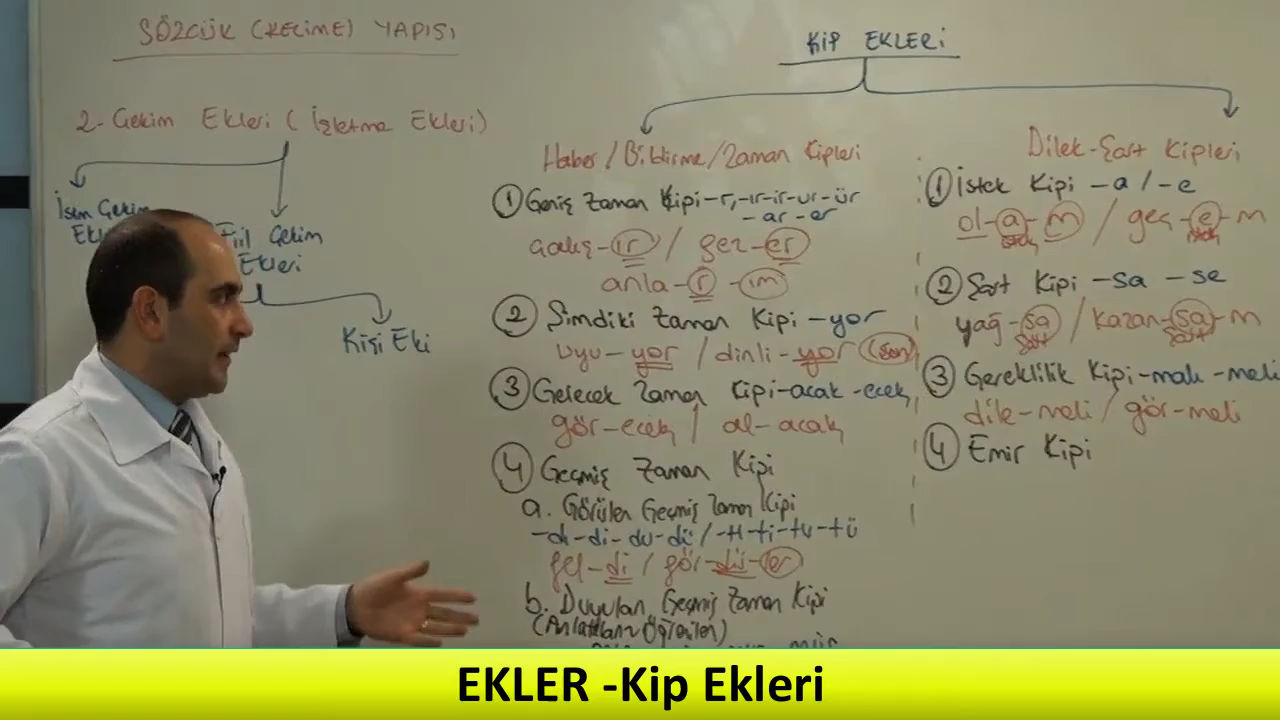 SÖZCÜK (KELİME) YAPISI
2- Çekim Ekleri ( İşletme Ekleri)
İsim Çekim
Fiil Çekim
Ekleri
Kişi Eki
KİP EKLERİ
Haber / Bildirme / Zaman Kipleri
① Geniş Zaman Kipi -r, -ır-ir-ur-ür
-ar -er
çalış-ır / gez-er
anla-r-ım
② Şimdiki Zaman Kipi -yor
uyu-yor / dinli-yor (sun)
③ Gelecek Zaman Kipi -acak -ecek
gör-ecek / al-acak
④ Geçmiş Zaman Kipi
a. Görülen Geçmiş Zaman Kipi
-dı-di-du-dü / -tı-ti-tu-tü
gel-di / gör-dü-ler
b. Duyulan Geçmiş Zaman Kipi
Dilek-Şart Kipleri
① İstek Kipi -a / -e
ol-a-m / geç-e-m
istek istek
② Şart Kipi -sa -se
yağ-sa / kazan-sa-m
Şart Şart
③ Gereklilik Kipi -malı -meli
dile-meli / gör-meli
④ Emir Kipi
EKLER -Kip Ekleri